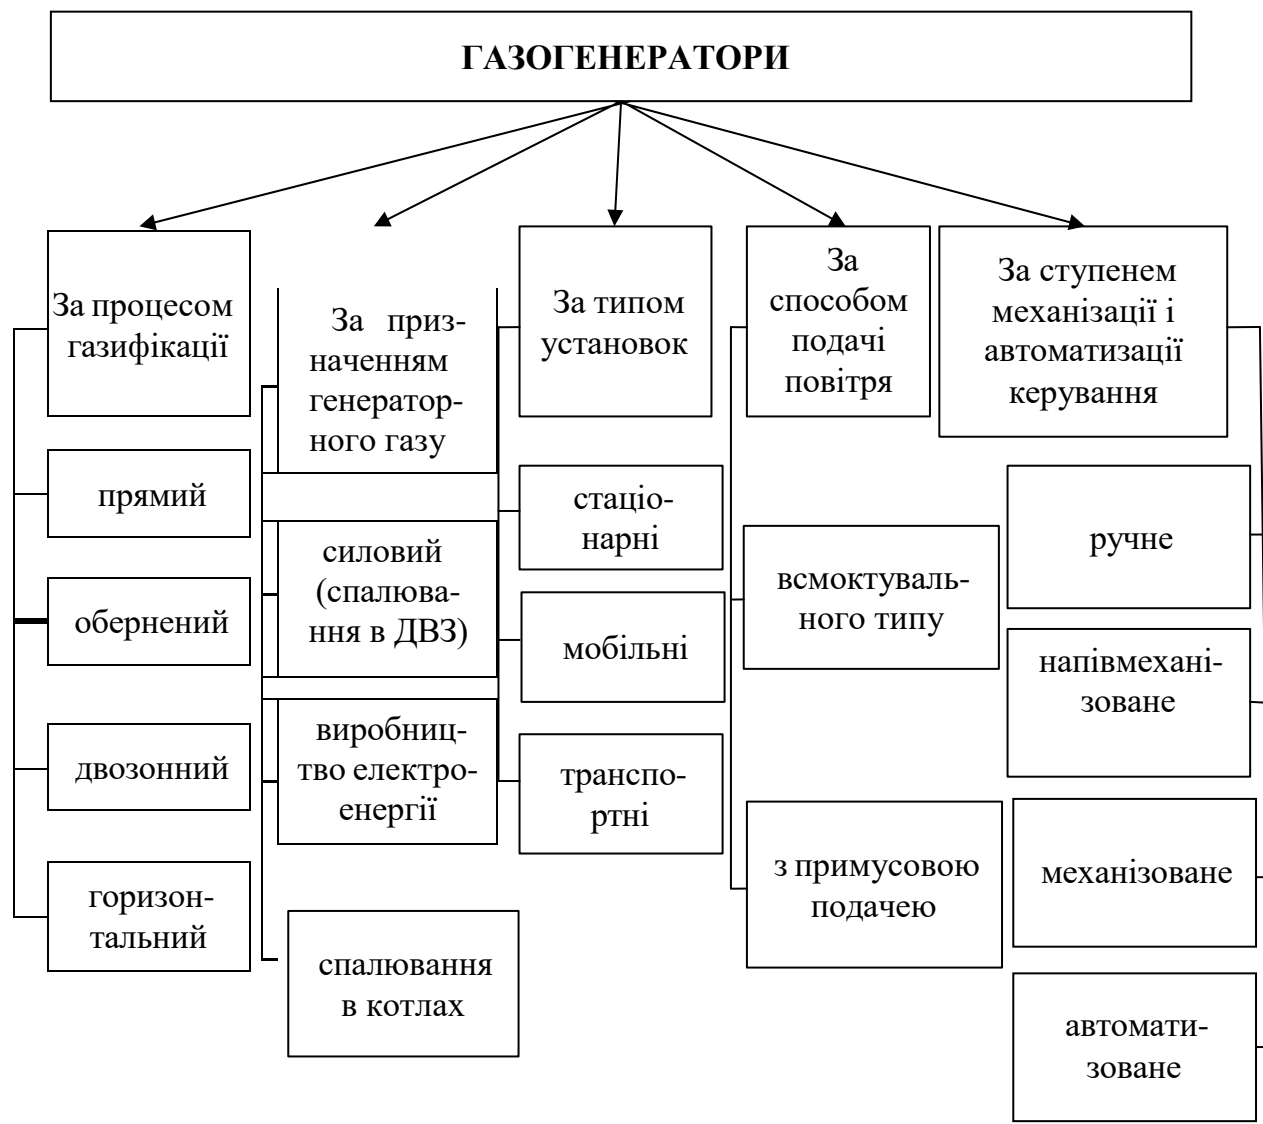 ГАЗОГЕНЕРАТОРИ
За процесом
газифікації
прямий
обернений
двозонний
горизон-
тальний
За приз-
наченням
генератор-
ного газу
силовий
(спалюва-
ння в ДВЗ)
виробниц-
тво електро-
енергії
спалювання
в котлах
За типом
установок
стаціо-
нарні
мобільні
транспо-
ртні
За
способом
подачі
повітря
всмоктуваль-
ного типу
з примусовою
подачею
За ступенем
механізації і
автоматизації
керування
ручне
напівмехані-
зоване
механізоване
автомати-
зоване